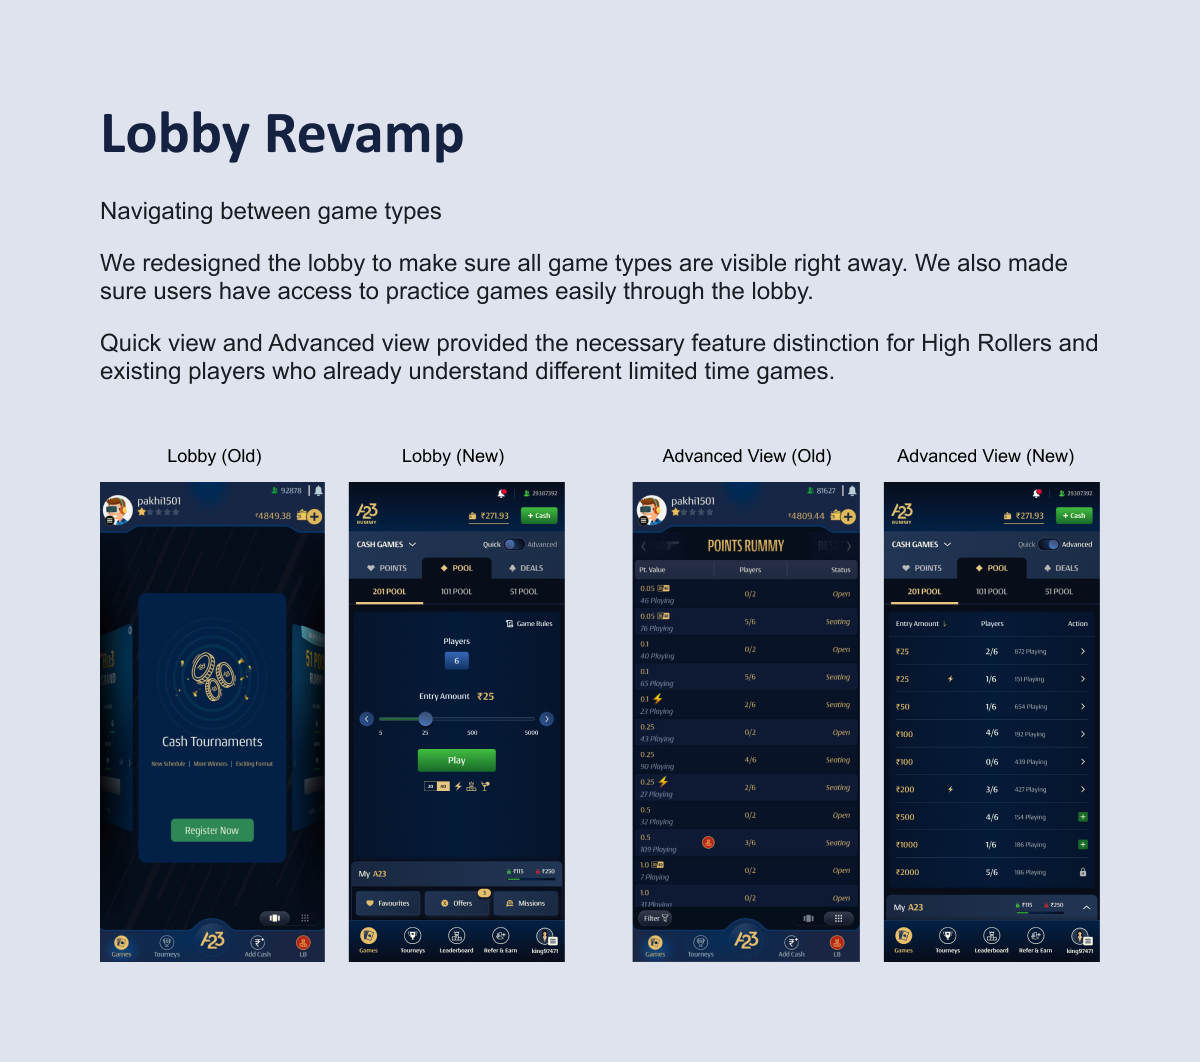 Lobby Revamp
Navigating between game types
We redesigned the lobby to make sure all game types are visible right away. We also made
sure users have access to practice games easily through the lobby.
Quick view and Advanced view provided the necessary feature distinction for High Rollers and
existing players who already understand different limited time games.
Lobby (Old)
pakhi1501
92878
₹4849.38
Cash Tournaments
New Schedule | More Winners | Exciting Format
Register Now
A23
Games
Tourneys
Add Cash
LB
Lobby (New)
29387392
A23
RUMMY
₹271.93
+ Cash
CASH GAMES
Quick
Advanced
POINTS
POOL
DEALS
201 POOL
101 POOL
51 POOL
Game Rules
Players
6
Entry Amount ₹25
5
25
500
5000
Play
My A23
₹115
₹250
Favourites
Offers
3
Missions
Games
Tourneys
Leaderboard
Refer & Earn
king97471
Advanced View (Old)
pakhi1501
81627
₹4809.44
POINTS RUMMY
Pt. Value Players Status
0.05 0/2 Open
46 Playing
0.05 5/6 Seating
76 Playing
0.1 0/2 Open
40 Playing
0.1 5/6 Seating
65 Playing
0.1 2/6 Seating
23 Playing
0.25 0/2 Open
43 Playing
0.25 4/6 Seating
90 Playing
0.25 2/6 Seating
27 Playing
0.5 0/2 Open
32 Playing
0.5 3/6 Seating
109 Playing
1.0 0/2 Open
7 Playing
1.0 0/2 Open
31 Playing
Filter
A23
Games
Tourneys
Add Cash
LB
Advanced View (New)
29387392
A23
RUMMY
₹271.93
+ Cash
CASH GAMES
Quick
Advanced
POINTS
POOL
DEALS
201 POOL
101 POOL
51 POOL
Entry Amount Players Action
₹25 2/6 872 Playing
₹25 1/6 151 Playing
₹50 1/6 654 Playing
₹100 4/6 192 Playing
₹100 0/6 439 Playing
₹200 3/6 427 Playing
₹500 4/6 154 Playing
₹1000 1/6 186 Playing
₹2000 5/6 186 Playing
My A23
₹115
₹250
Games
Tourneys
Leaderboard
Refer & Earn
king97471